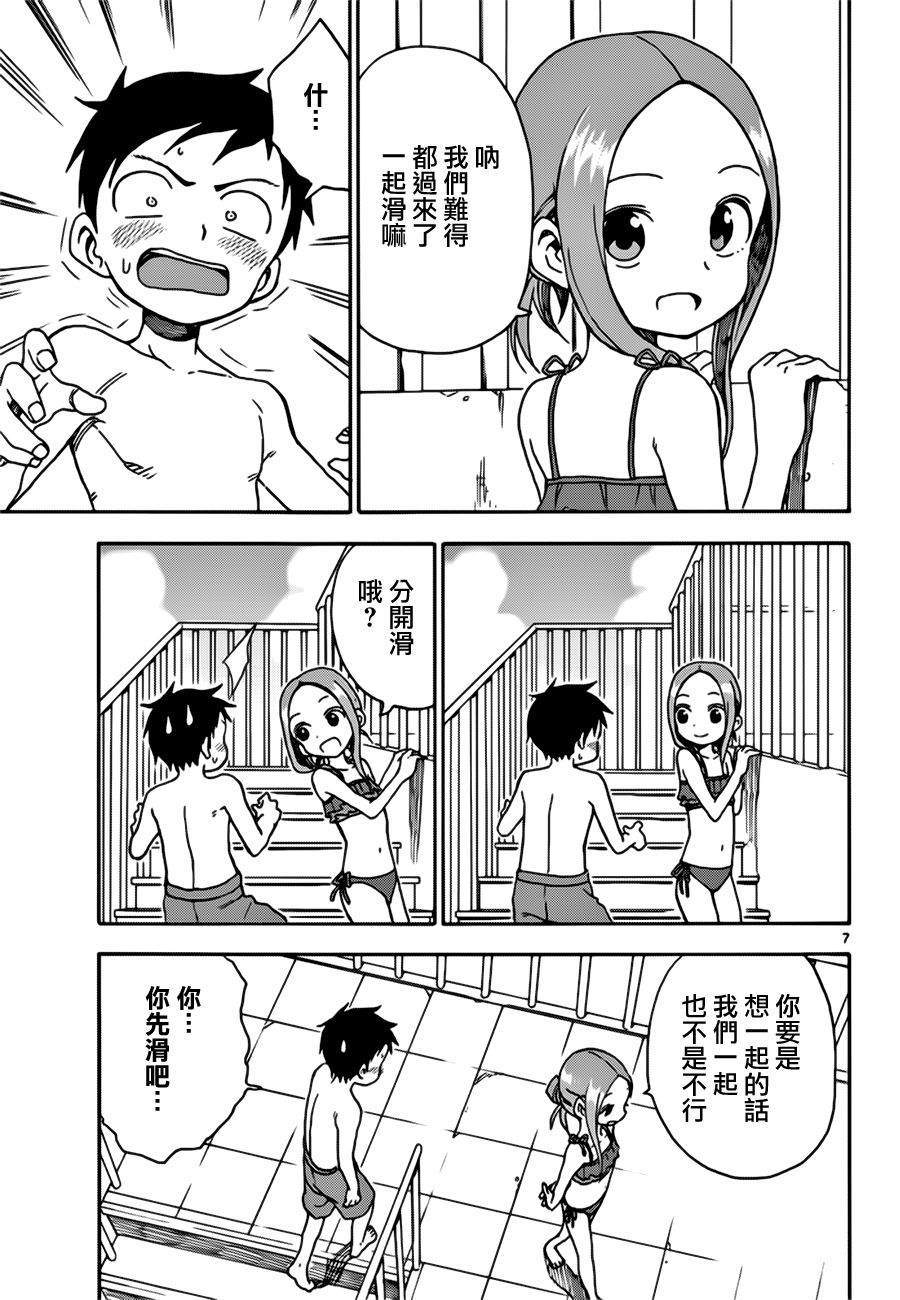 吶
我們難得
都過來了
一起滑嘛
什…
分開滑
哦?
7
你要是
想一起的話
我們一起
也不是不行
你…
你先滑吧…